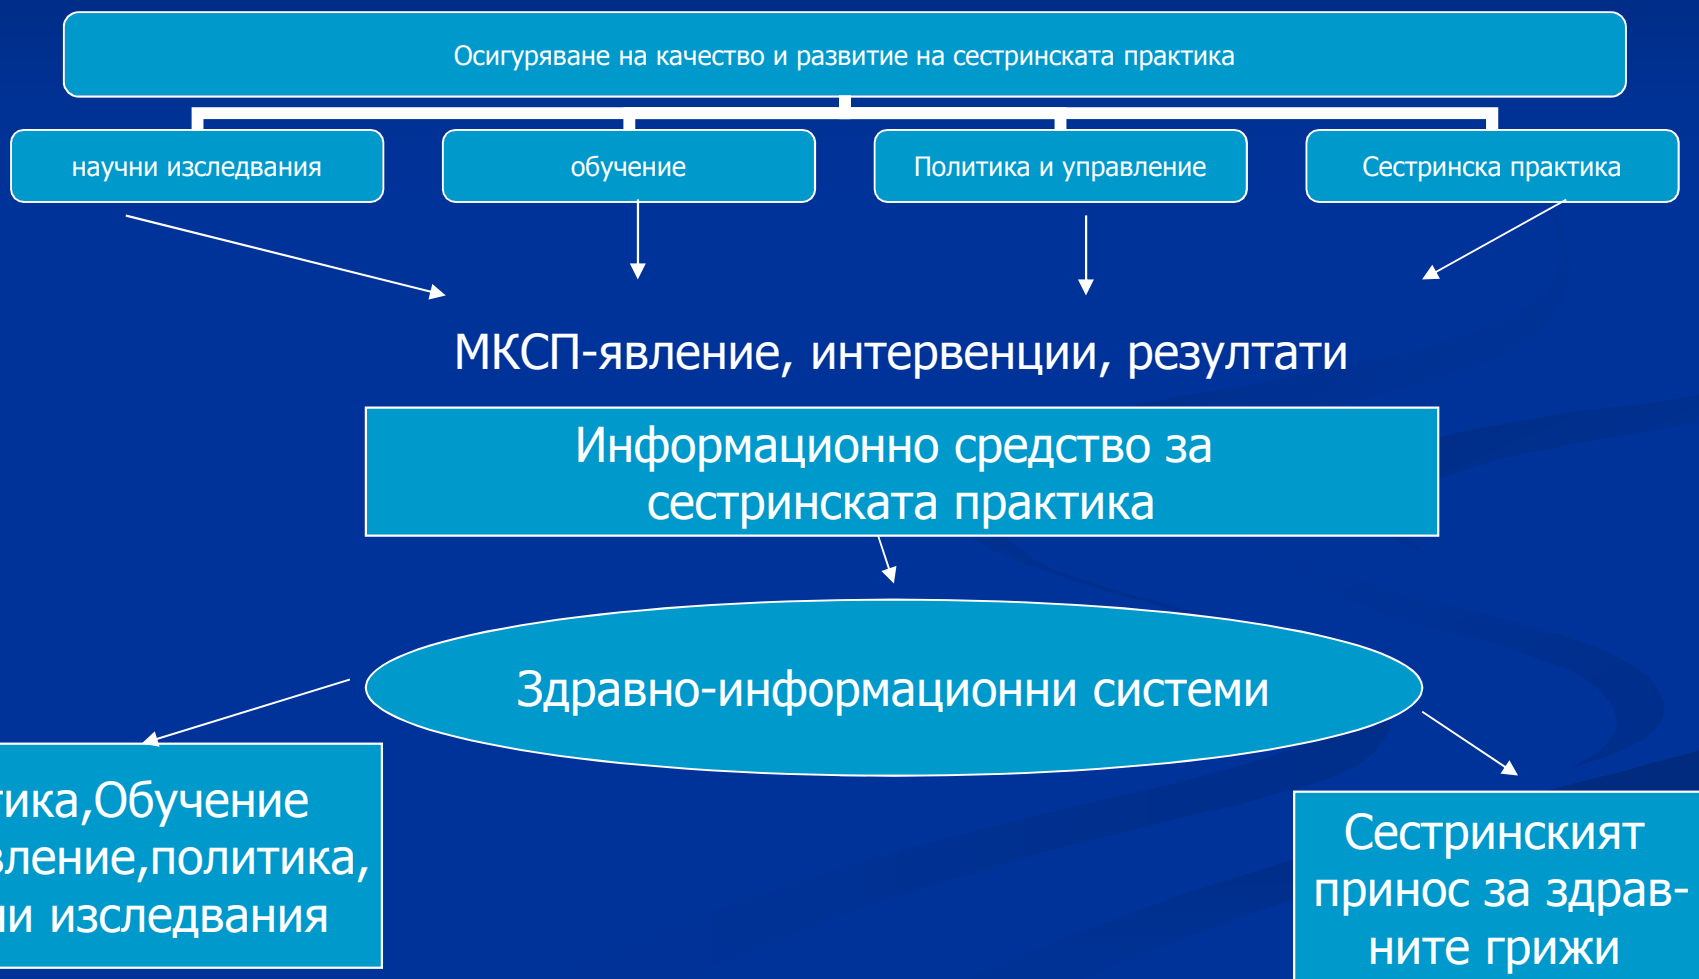 Осигуряване на качество и развитие на сестринската практика
научни изследвания
обучение
Политика и управление
Сестринска практика
МКСП-явление, интервенции, резултати
Информационно средство за
сестринската практика
Здравно-информационни системи
тика,Обучение
вление,политика,
ни изследвания
Сестринският
принос за здрав-
ните грижи